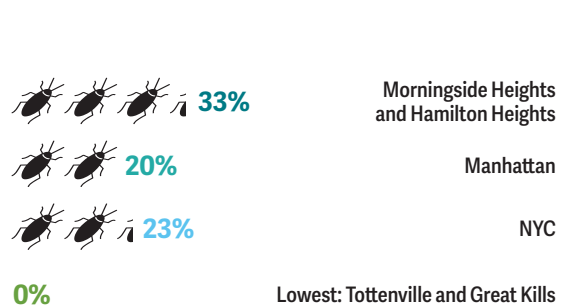 33%
Morningside Heights
and Hamilton Heights
20%
Manhattan
23%
NYC
0%
Lowest: Tottenville and Great Kills